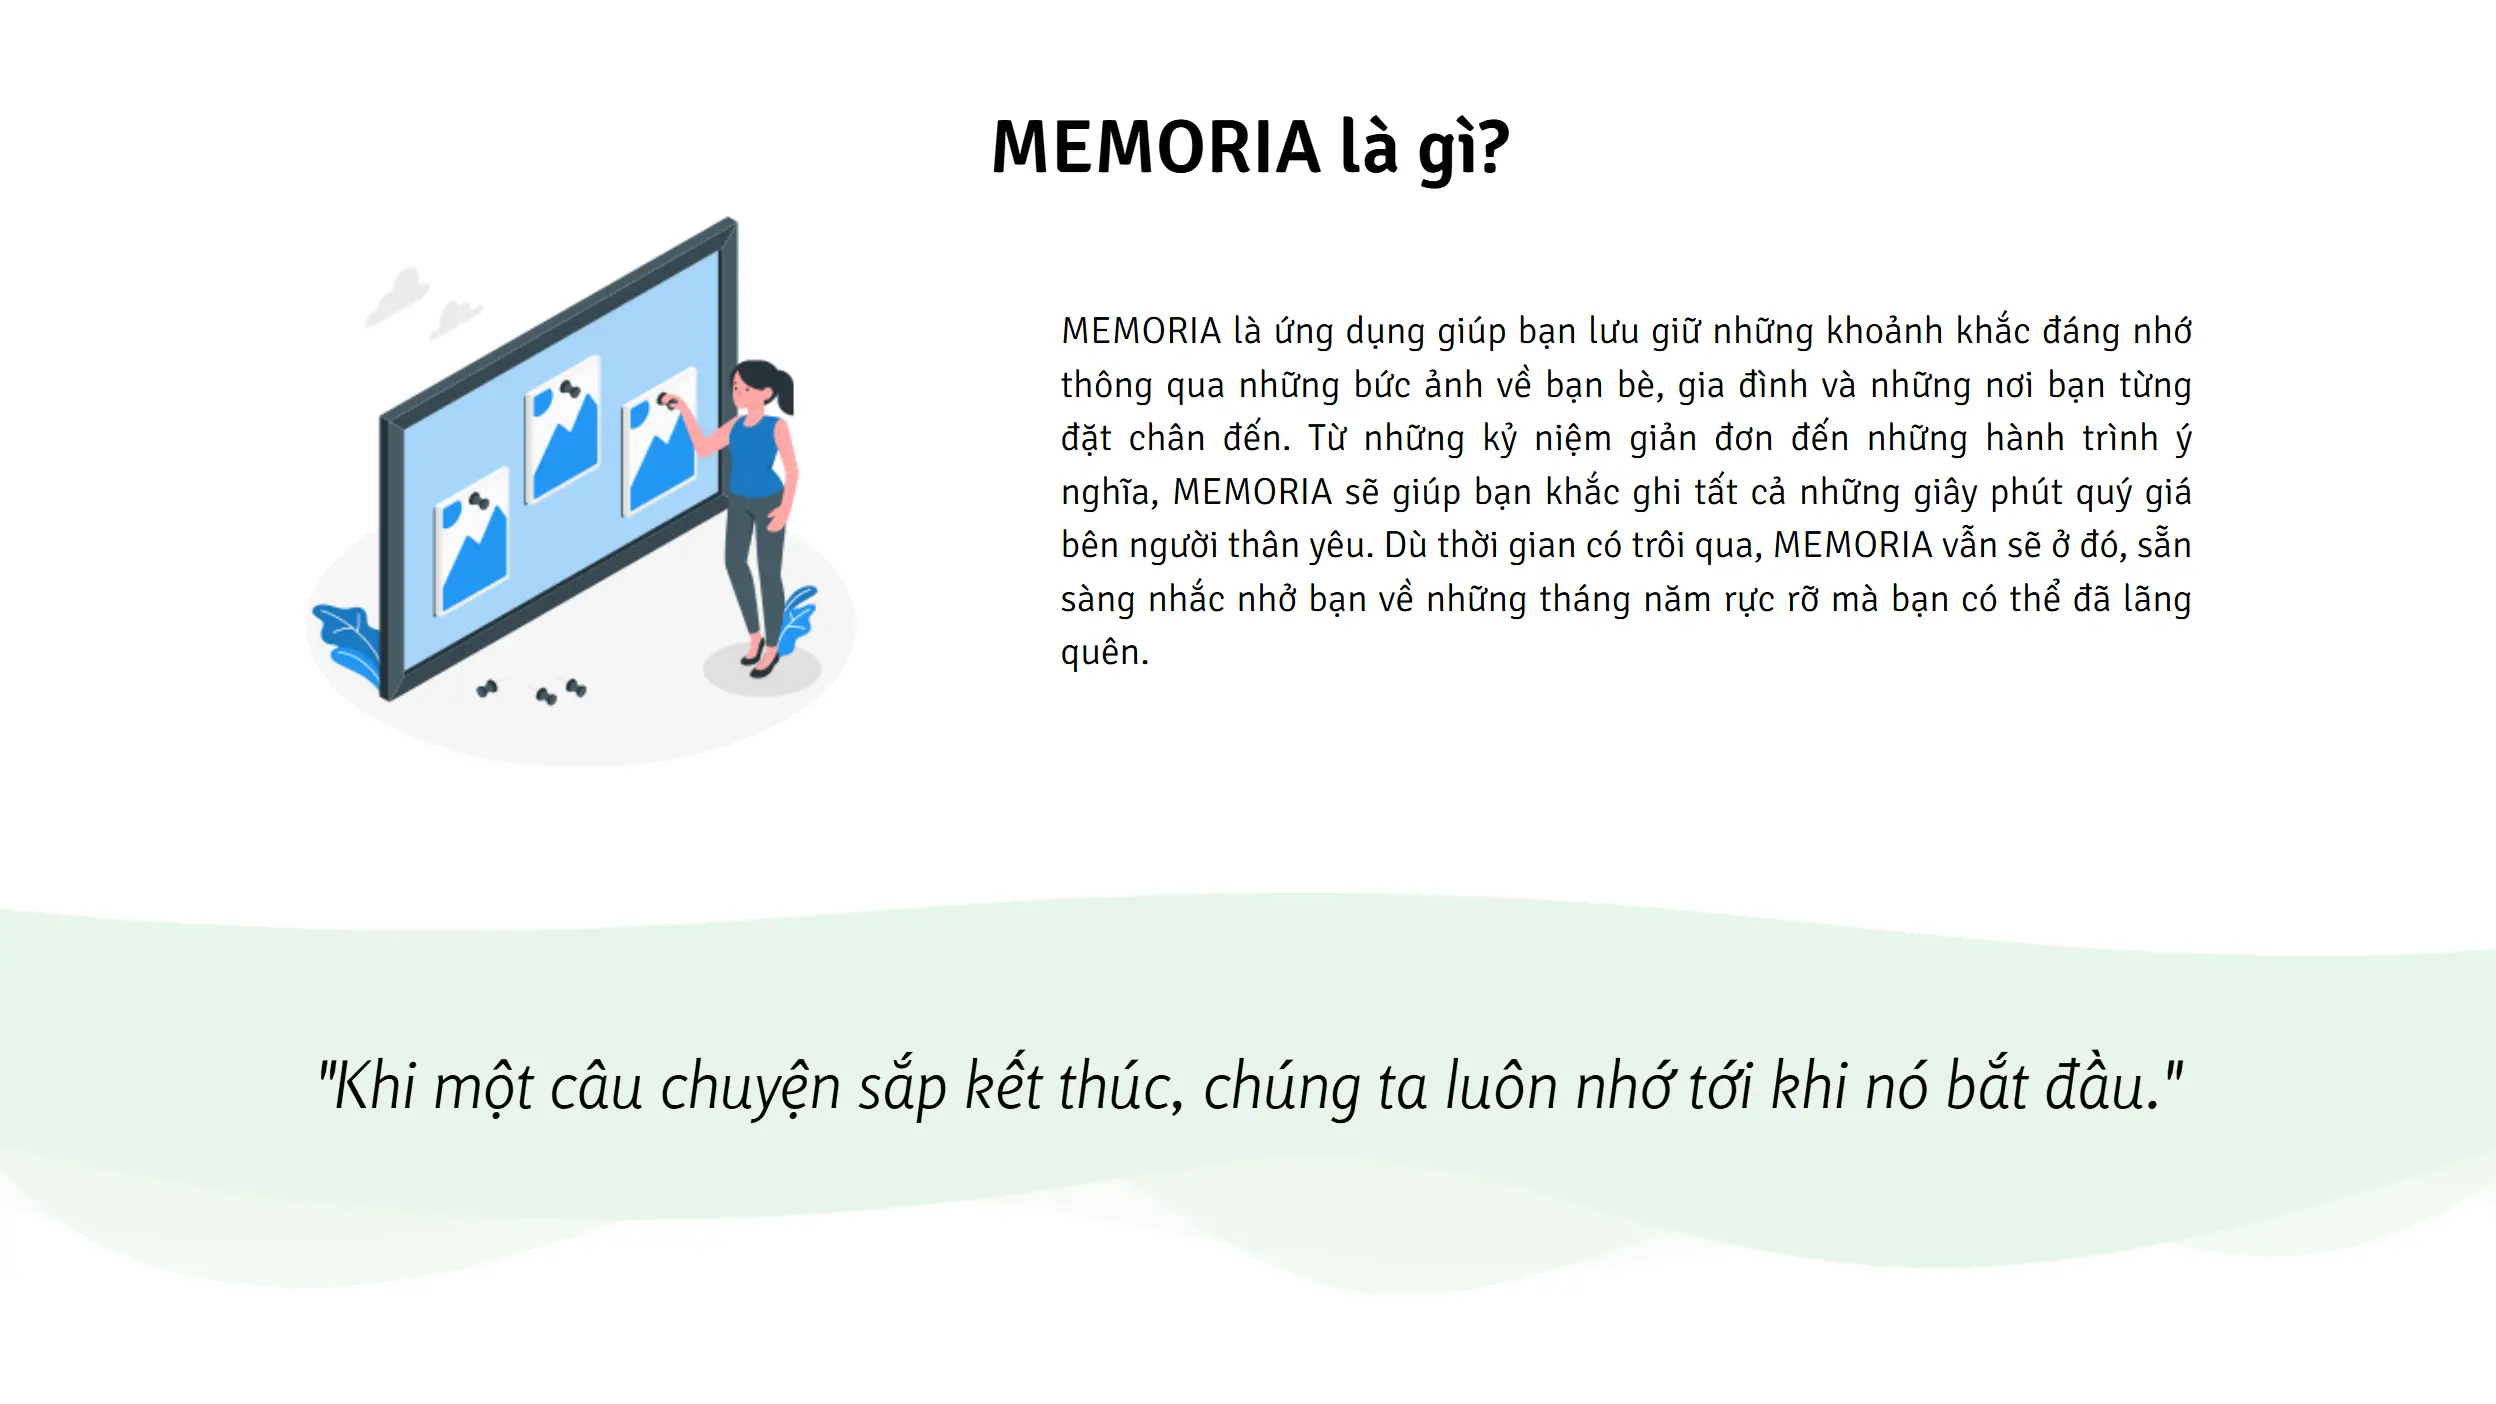 MEMORIA là gì?
MEMORIA là ứng dụng giúp bạn lưu giữ những khoảnh khắc đáng nhớ
thông qua những bức ảnh về bạn bè, gia đình và những nơi bạn từng
đặt chân đến. Từ những kỷ niệm giản đơn đến những hành trình ý
nghĩa, MEMORIA sẽ giúp bạn khắc ghi tất cả những giây phút quý giá
bên người thân yêu. Dù thời gian có trôi qua, MEMORIA vẫn sẽ ở đó, sẵn
sàng nhắc nhở bạn về những tháng năm rực rỡ mà bạn có thể đã lãng
quên.
"Khi một câu chuyện sắp kết thúc, chúng ta luôn nhớ tới khi nó bắt đầu."